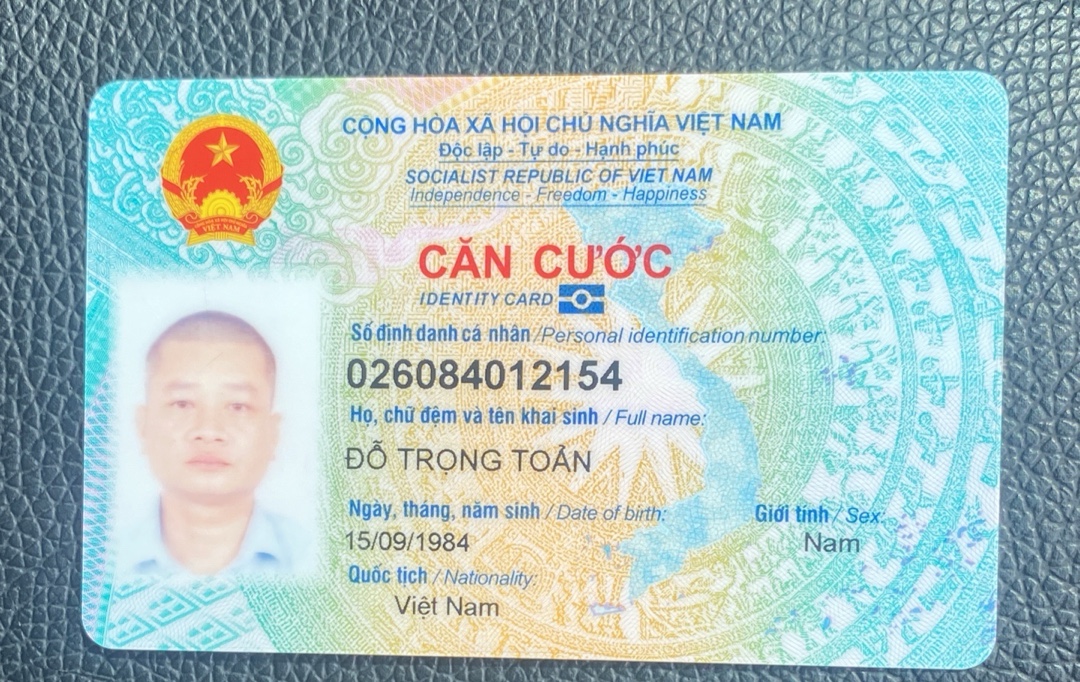 CỘNG HÒA XÃ HỘI CHỦ NGHĨA VIỆT NAM
Độc lập - Tự do - Hạnh phúc
SOCIALIST REPUBLIC OF VIET NAM
Independence - Freedom - Happiness
VIỆT NAM
CĂN CƯỚC
IDENTITY CARD
Số định danh cá nhân /Personal identification number:
026084012154
Họ, chữ đệm và tên khai sinh / Full name:
ĐỖ TRỌNG TOẢN
Ngày, tháng, năm sinh / Date of birth: Giới tính / Sex:
15/09/1984 Nam
Quốc tịch / Nationality:
Việt Nam